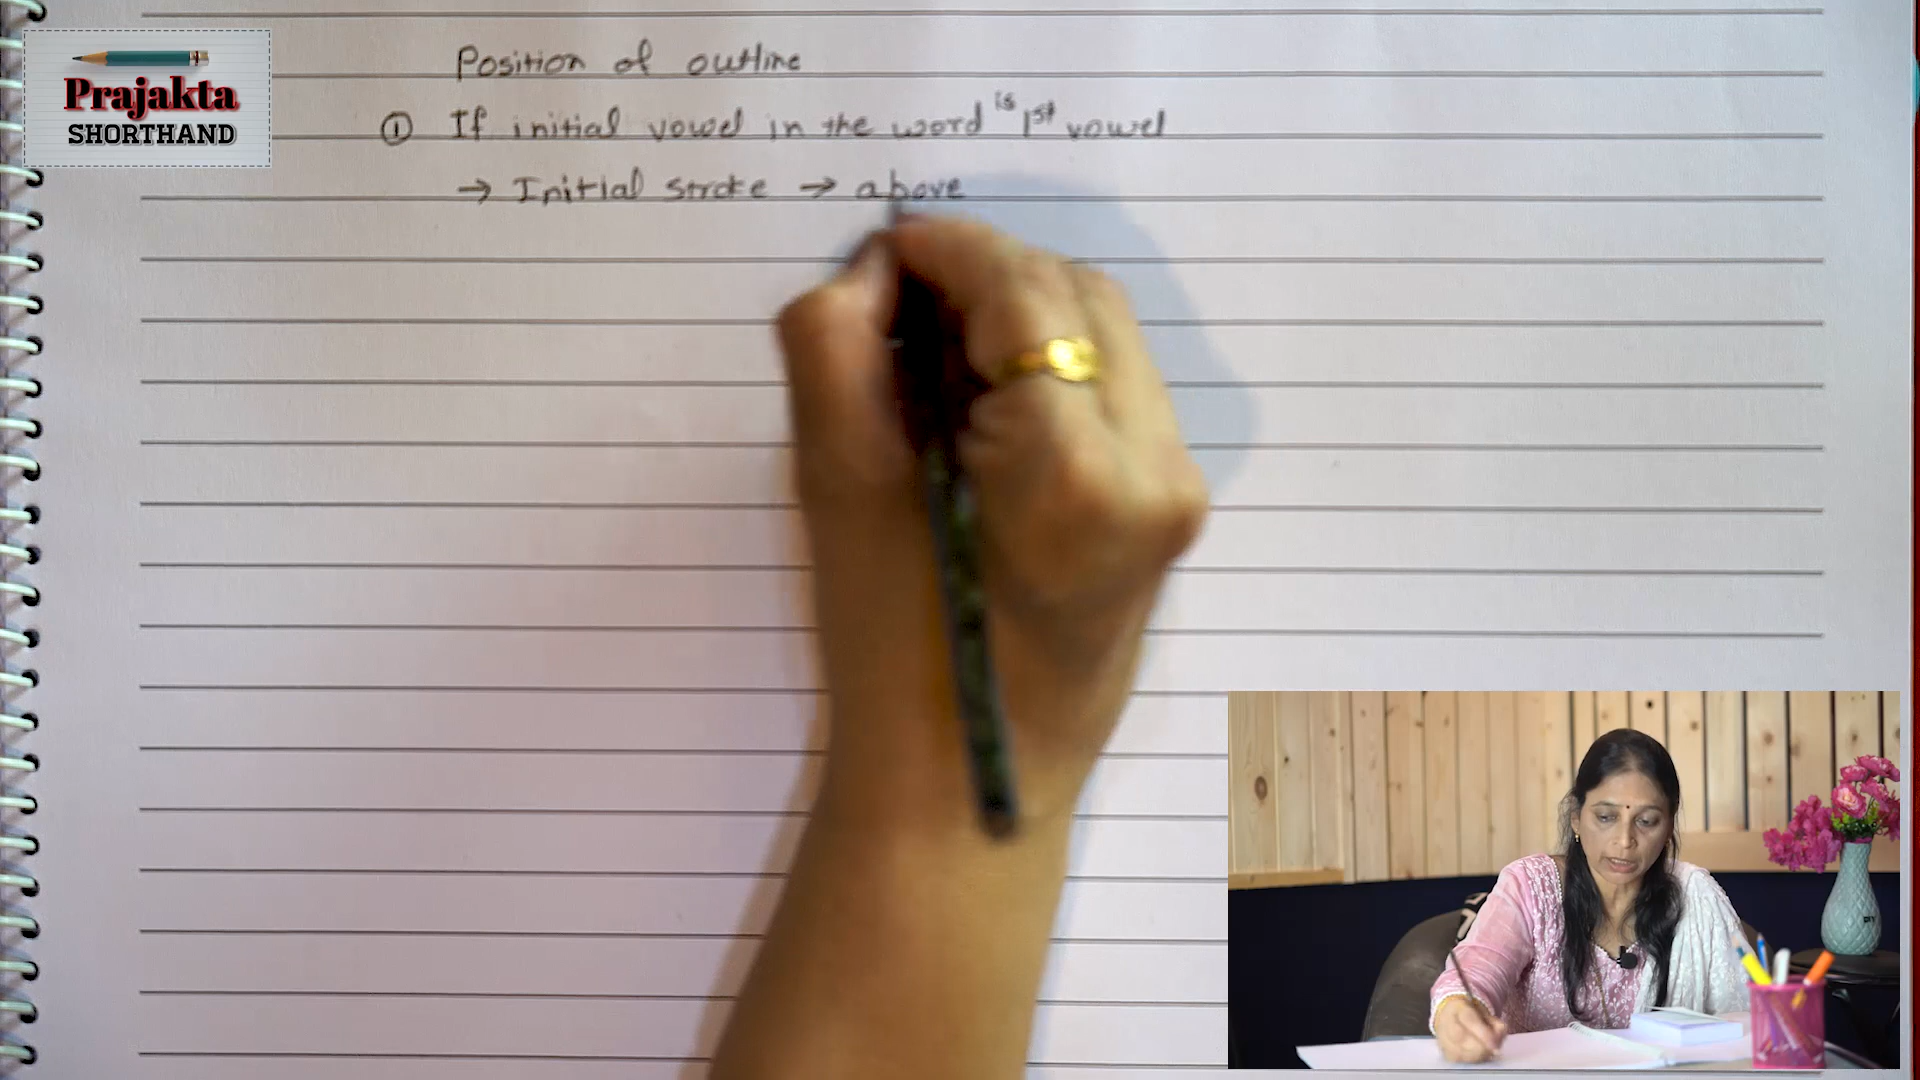 Prajakta
SHORTHAND
Position of outline
① If initial vowel in the word is 1st vowel
→ Initial stroke → above